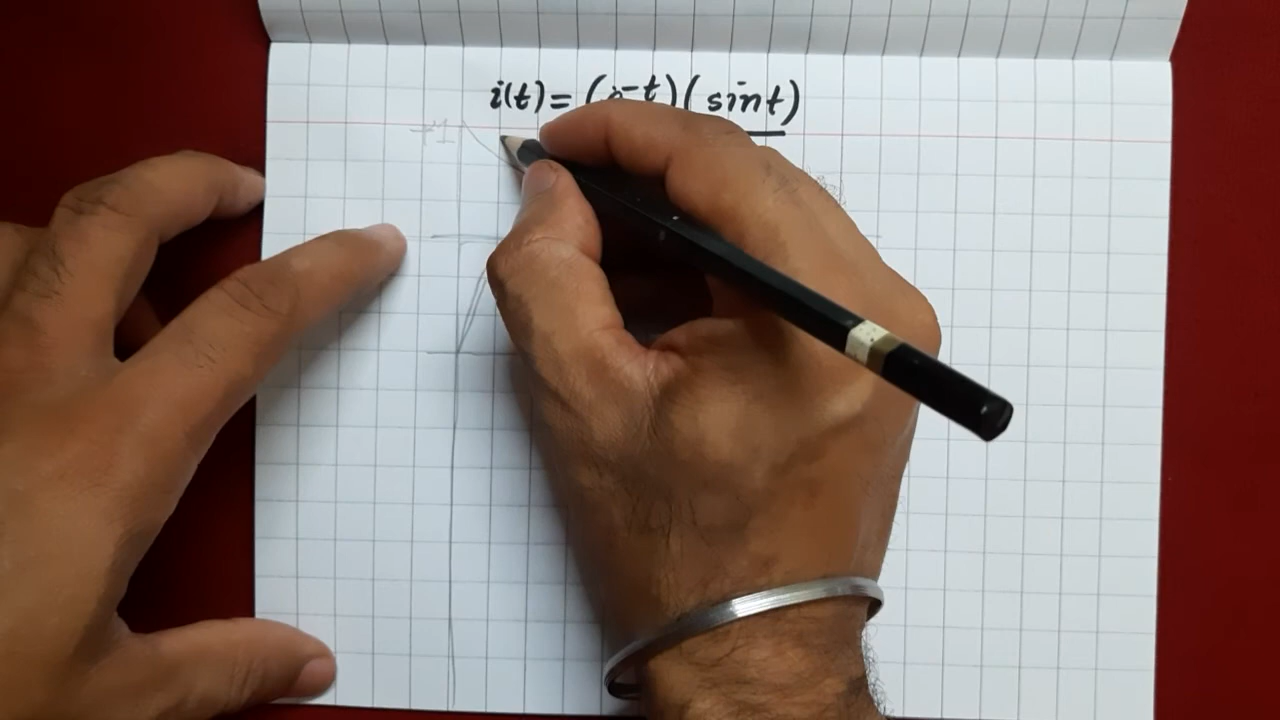 i(t) = (e⁻ᵗ)(sint)
+1